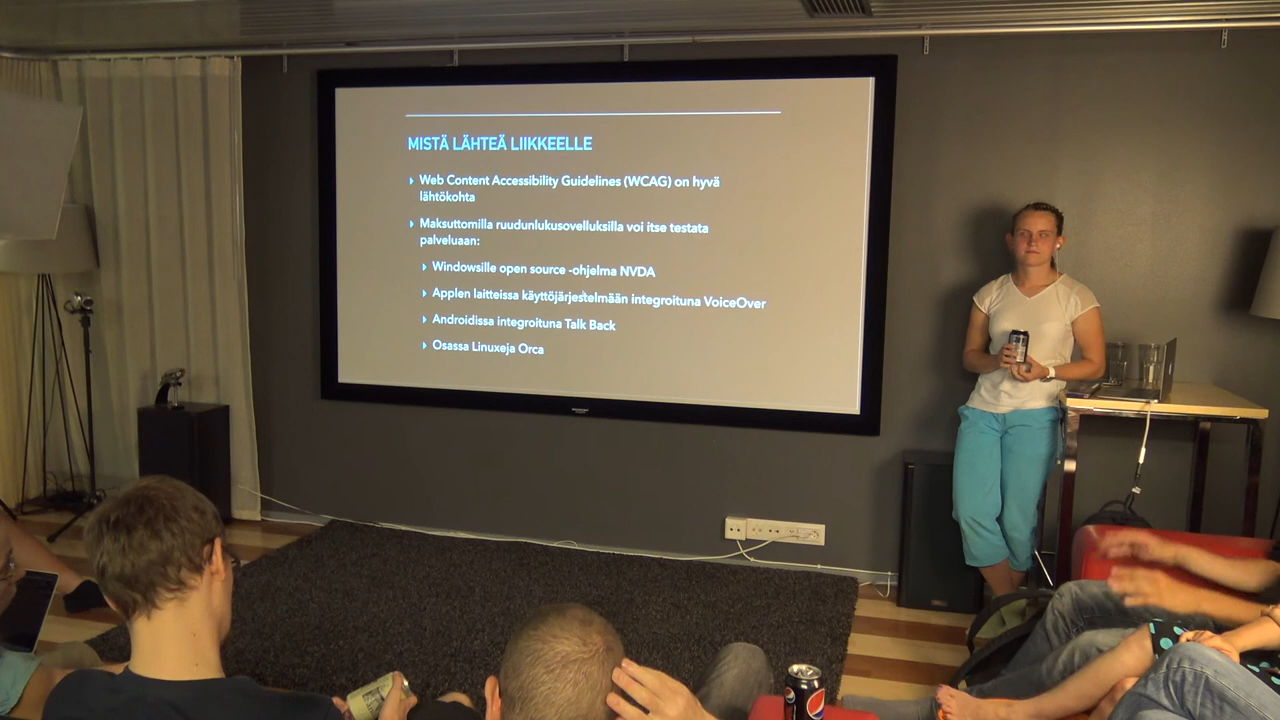 MISTÄ LÄHTEÄ LIIKKEELLE
Web Content Accessibility Guidelines (WCAG) on hyvä
lähtökohta
Maksuttomilla ruudunlukusovelluksilla voi itse testata
palveluaan:
Windowsille open source -ohjelma NVDA
Applen laitteissa käyttöjärjestelmään integroituna VoiceOver
Androidissa integroituna Talk Back
Osassa Linuxeja Orca